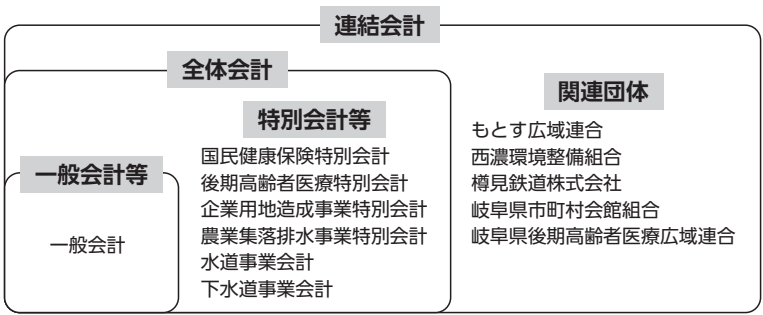 連結会計
全体会計
特別会計等
国民健康保険特別会計
後期高齢者医療特別会計
企業用地造成事業特別会計
農業集落排水事業特別会計
水道事業会計
下水道事業会計
一般会計等
一般会計
関連団体
もとす広域連合
西濃環境整備組合
樽見鉄道株式会社
岐阜県市町村会館組合
岐阜県後期高齢者医療広域連合